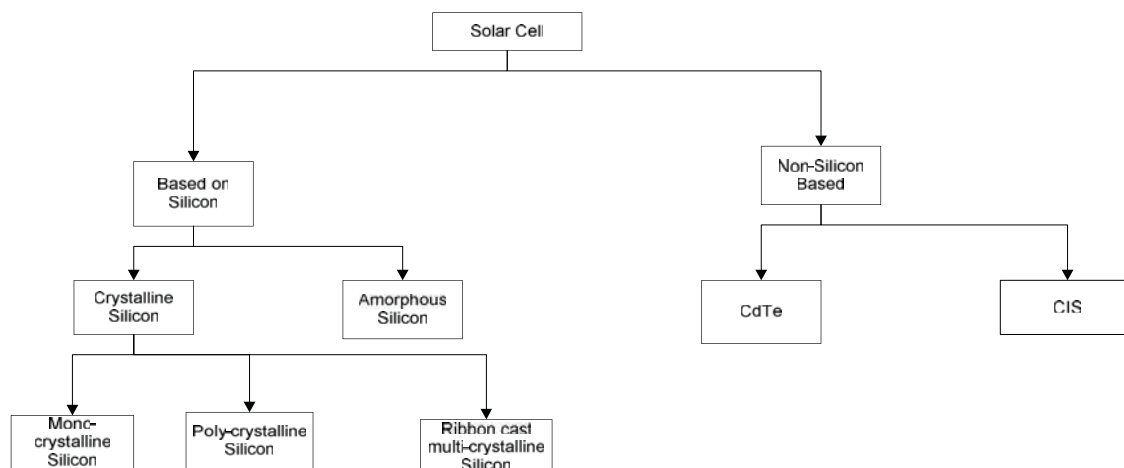 Solar Cell
Based on
Silicon
Non-Silicon
Based
Crystalline
Silicon
Amorphous
Silicon
CdTe
CIS
Mono-
crystalline
Silicon
Poly-crystalline
Silicon
Ribbon cast
multi-crystalline
Silicon